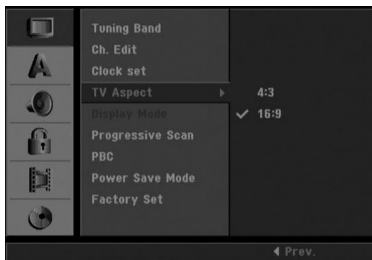 Tuning Band
Ch. Edit
Clock set
TV Aspect
4:3
Display Mode
16:9
Progressive Scan
PBC
Power Save Mode
Factory Set
Prev.